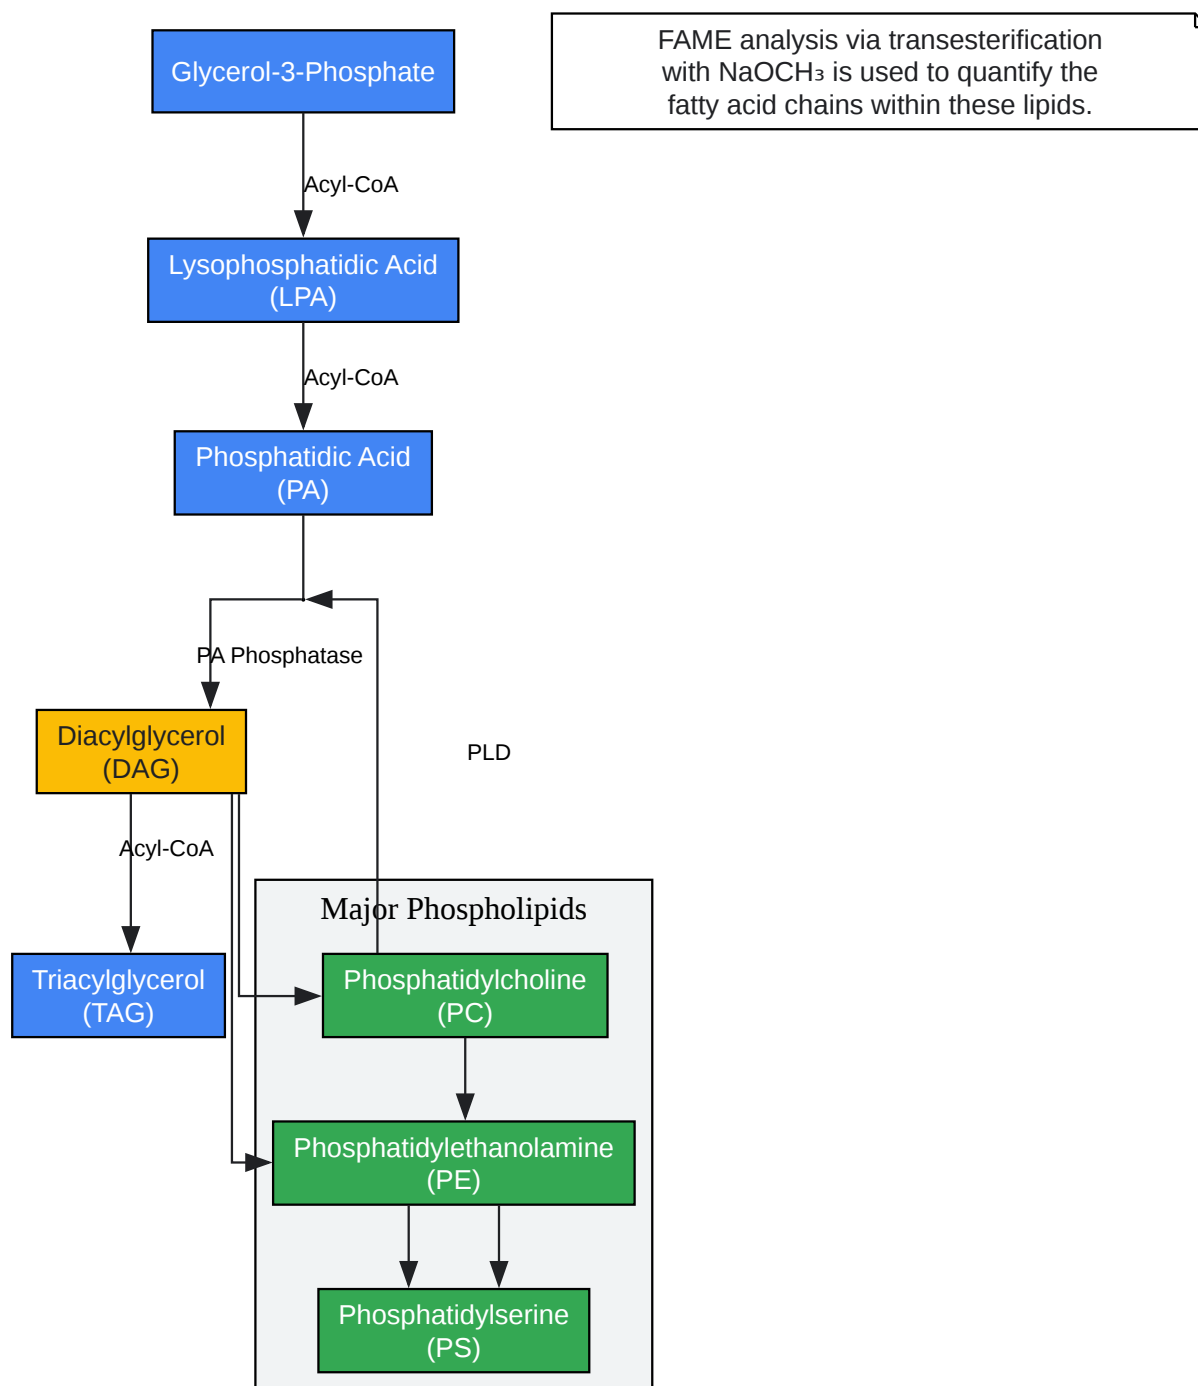 Glycerol-3-Phosphate
FAME analysis via transesterification
with NaOCH₃ is used to quantify the
fatty acid chains within these lipids.
Acyl-CoA
Lysophosphatidic Acid
(LPA)
Acyl-CoA
Phosphatidic Acid
(PA)
PA Phosphatase
Diacylglycerol
(DAG)
PLD
Acyl-CoA
Major Phospholipids
Triacylglycerol
(TAG)
Phosphatidylcholine
(PC)
Phosphatidylethanolamine
(PE)
Phosphatidylserine
(PS)